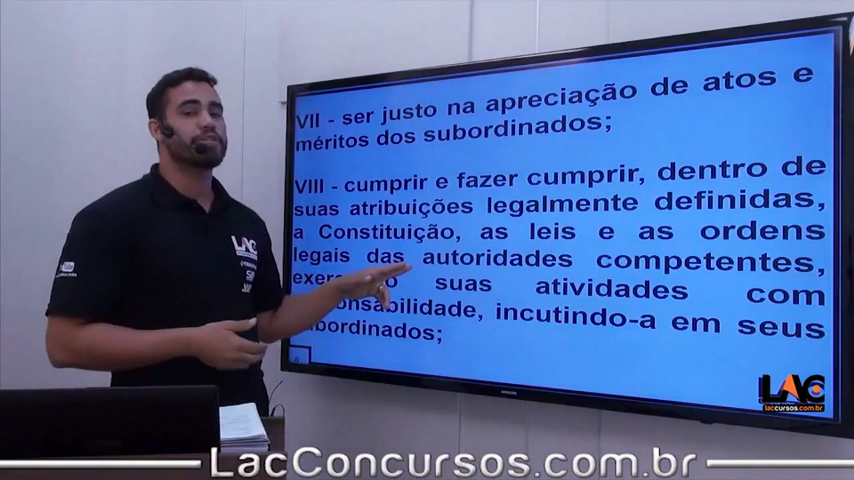 VII - ser justo na apreciação de atos e
méritos dos subordinados;
VIII - cumprir e fazer cumprir, dentro de
suas atribuições legalmente definidas,
a Constituição, as leis e as ordens
legais das autoridades competentes,
suas atividades com
incutindo-a em seus
subordinados;
LAC
LAC
laccursos.com.br
LacConcursos.com.br